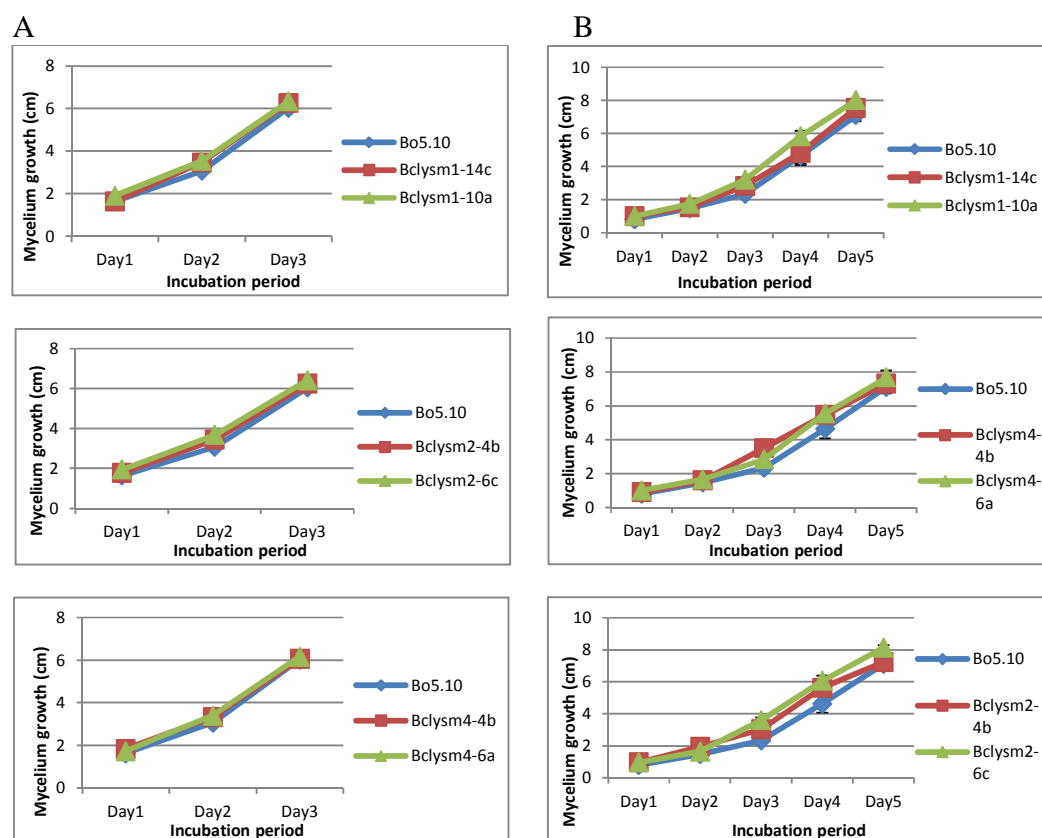 A
B
Mycelium growth (cm)
8
6
4
2
0
Day1 Day2 Day3
Incubation period
Bo5.10
Bclysm1-14c
Bclysm1-10a
Mycelium growth (cm)
10
8
6
4
2
0
Day1 Day2 Day3 Day4 Day5
Incubation period
Bo5.10
Bclysm1-14c
Bclysm1-10a
Mycelium growth (cm)
8
6
4
2
0
Day1 Day2 Day3
Incubation period
Bo5.10
Bclysm2-4b
Bclysm2-6c
Mycelium growth (cm)
10
8
6
4
2
0
Day1 Day2 Day3 Day4 Day5
Incubation period
Bo5.10
Bclysm4-
4b
Bclysm4-
6a
Mycelium growth (cm)
8
6
4
2
0
Day1 Day2 Day3
Incubation period
Bo5.10
Bclysm4-4b
Bclysm4-6a
Mycelium growth (cm)
10
8
6
4
2
0
Day1 Day2 Day3 Day4 Day5
Incubation period
Bo5.10
Bclysm2-
4b
Bclysm2-
6c